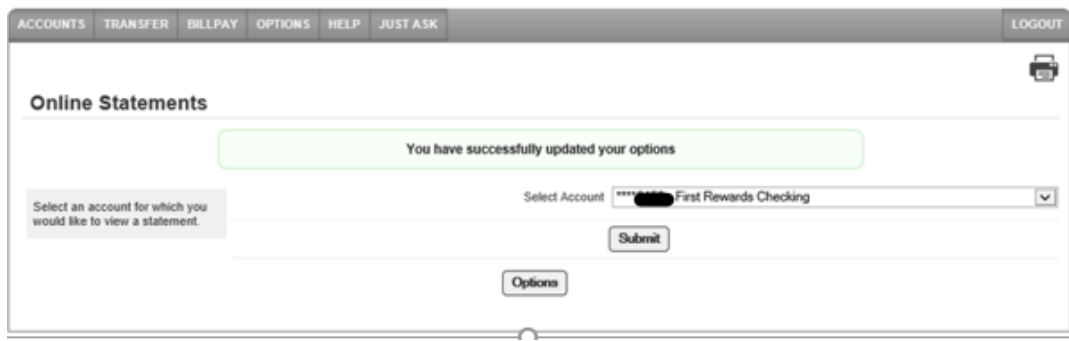 ACCOUNTS TRANSFER BILLPAY OPTIONS HELP JUST ASK LOGOUT
Online Statements
You have successfully updated your options
Select an account for which you
would like to view a statement.
Select Account **** First Rewards Checking
Submit
Options